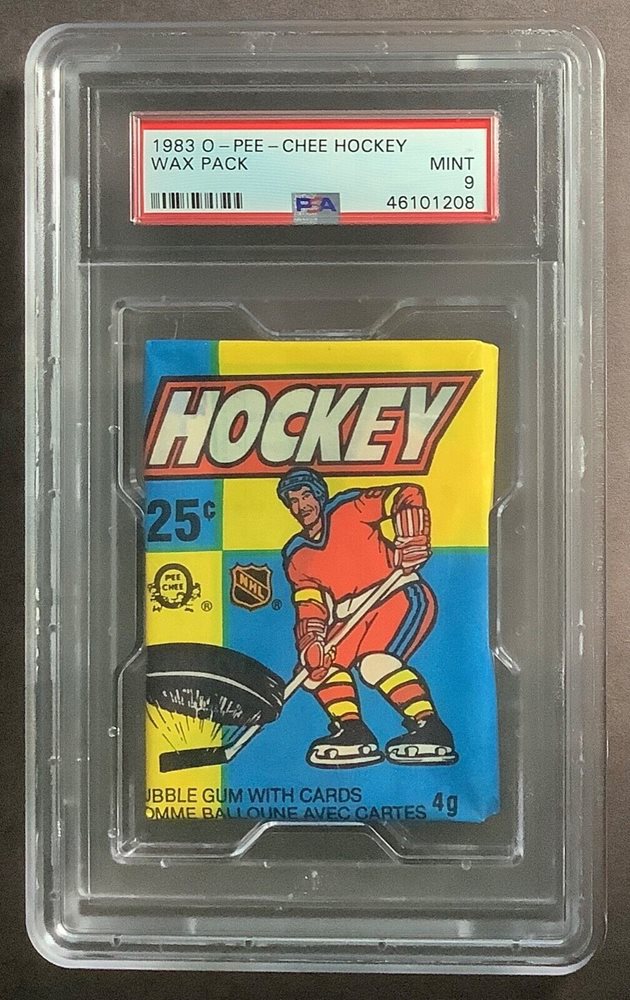 1983 O-PEE-CHEE HOCKEY
WAX PACK MINT
9
PSA 46101208
HOCKEY
25¢
PEE
CHEE ® NHL ®
UBBLE GUM WITH CARDS
OMME BALLOUNE AVEC CARTES 4g